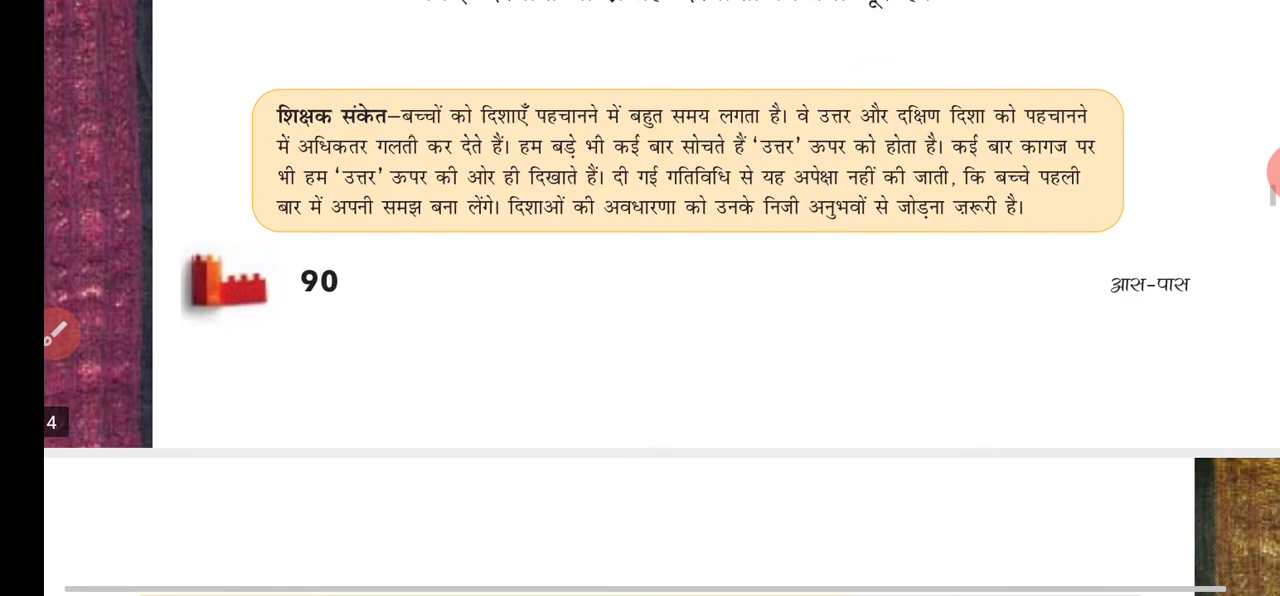 शिक्षक संकेत–बच्चों को दिशाएँ पहचानने में बहुत समय लगता है। वे उत्तर और दक्षिण दिशा को पहचानने
में अधिकतर गलती कर देते हैं। हम बड़े भी कई बार सोचते हैं ‘उत्तर’ ऊपर को होता है। कई बार कागज पर
भी हम ‘उत्तर’ ऊपर की ओर ही दिखाते हैं। दी गई गतिविधि से यह अपेक्षा नहीं की जाती, कि बच्चे पहली
बार में अपनी समझ बना लेंगे। दिशाओं की अवधारणा को उनके निजी अनुभवों से जोड़ना ज़रूरी है।
90
आस-पास
4